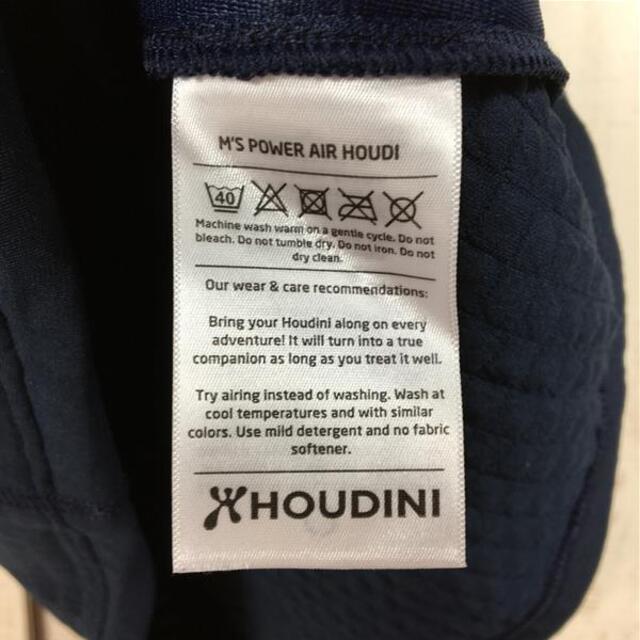 M'S POWER AIR HOUDI
40
Machine wash warm on a gentle cycle. Do not
bleach. Do not tumble dry. Do not iron. Do not
dry clean.
Our wear & care recommendations:
Bring your Houdini along on every
adventure! It will turn into a true
companion as long as you treat it well.
Try airing instead of washing. Wash at
cool temperatures and with similar
colors. Use mild detergent and no fabric
softener.
HOUDINI